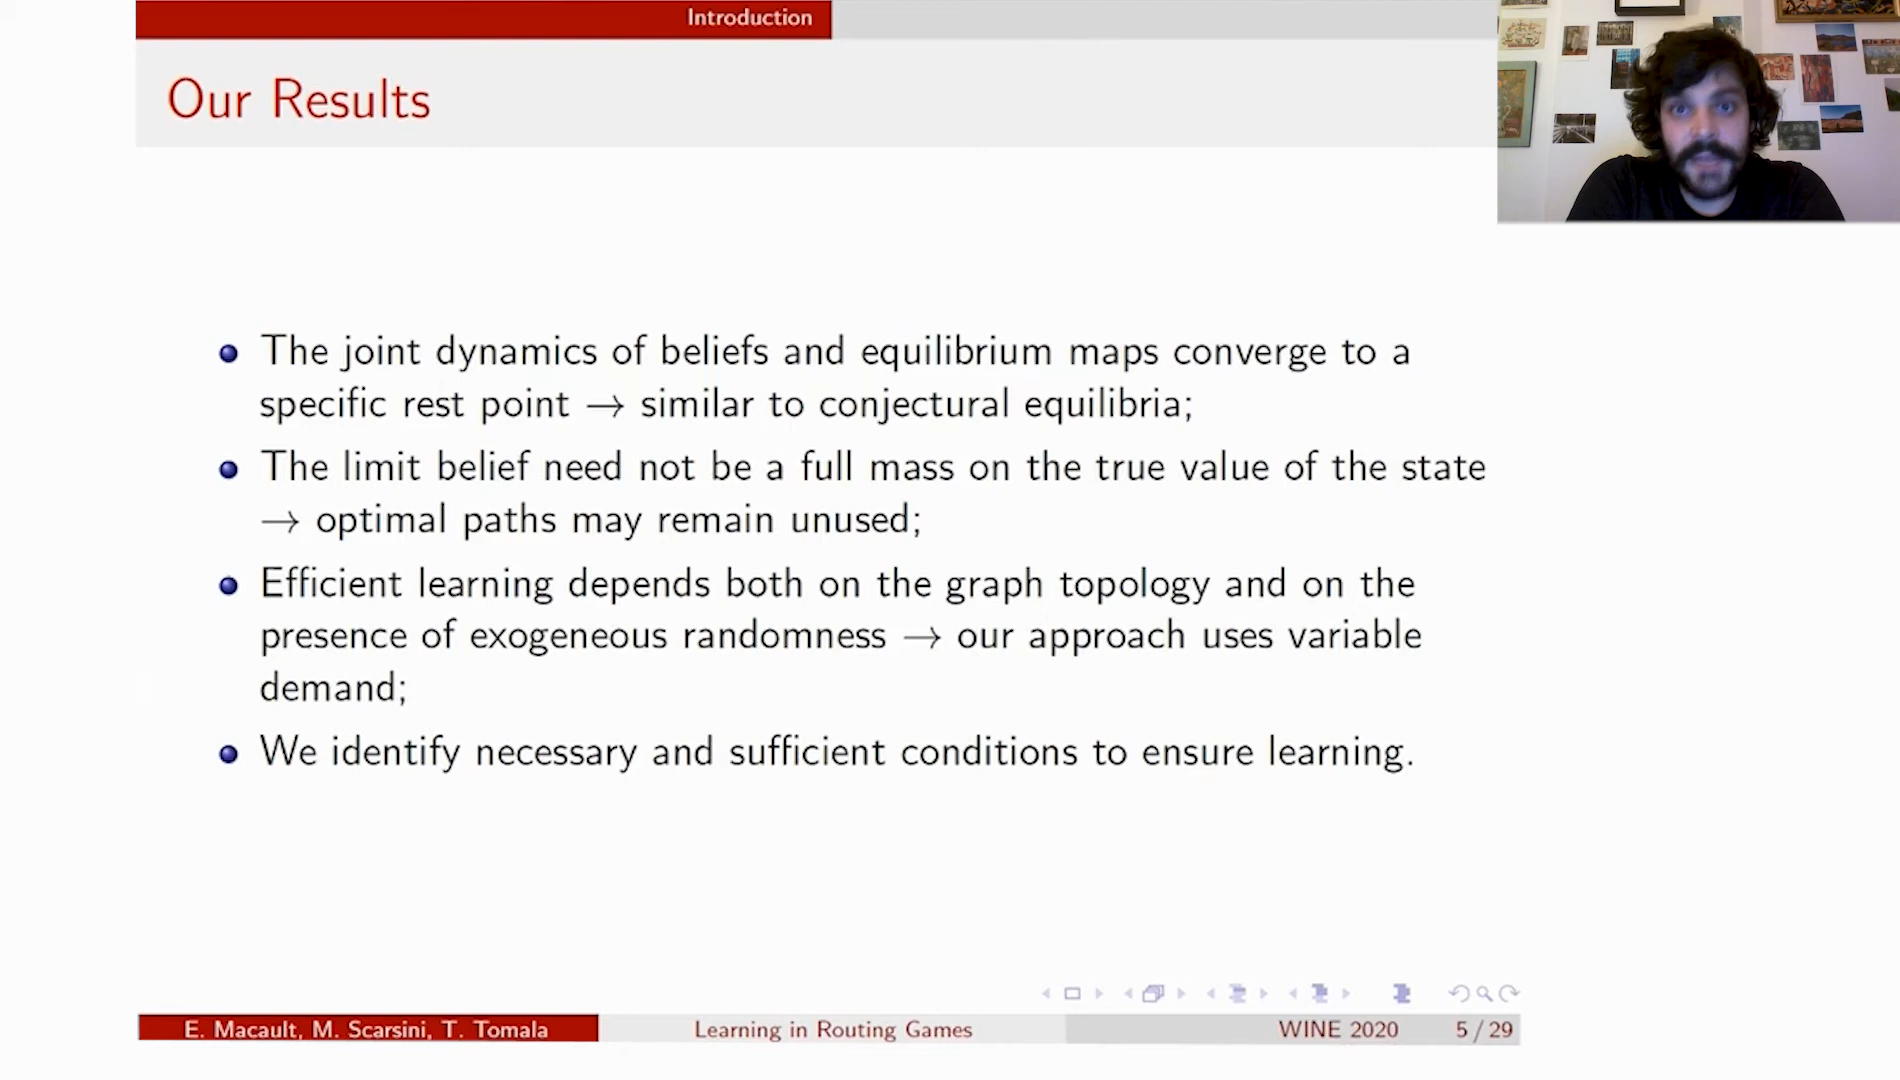 Introduction
Our Results
The joint dynamics of beliefs and equilibrium maps converge to a
specific rest point → similar to conjectural equilibria;
The limit belief need not be a full mass on the true value of the state
→ optimal paths may remain unused;
Efficient learning depends both on the graph topology and on the
presence of exogeneous randomness → our approach uses variable
demand;
We identify necessary and sufficient conditions to ensure learning.
E. Macault, M. Scarsini, T. Tomala
Learning in Routing Games
WINE 2020
5 / 29